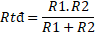 Rtđ = R1.R2 / R1 + R2